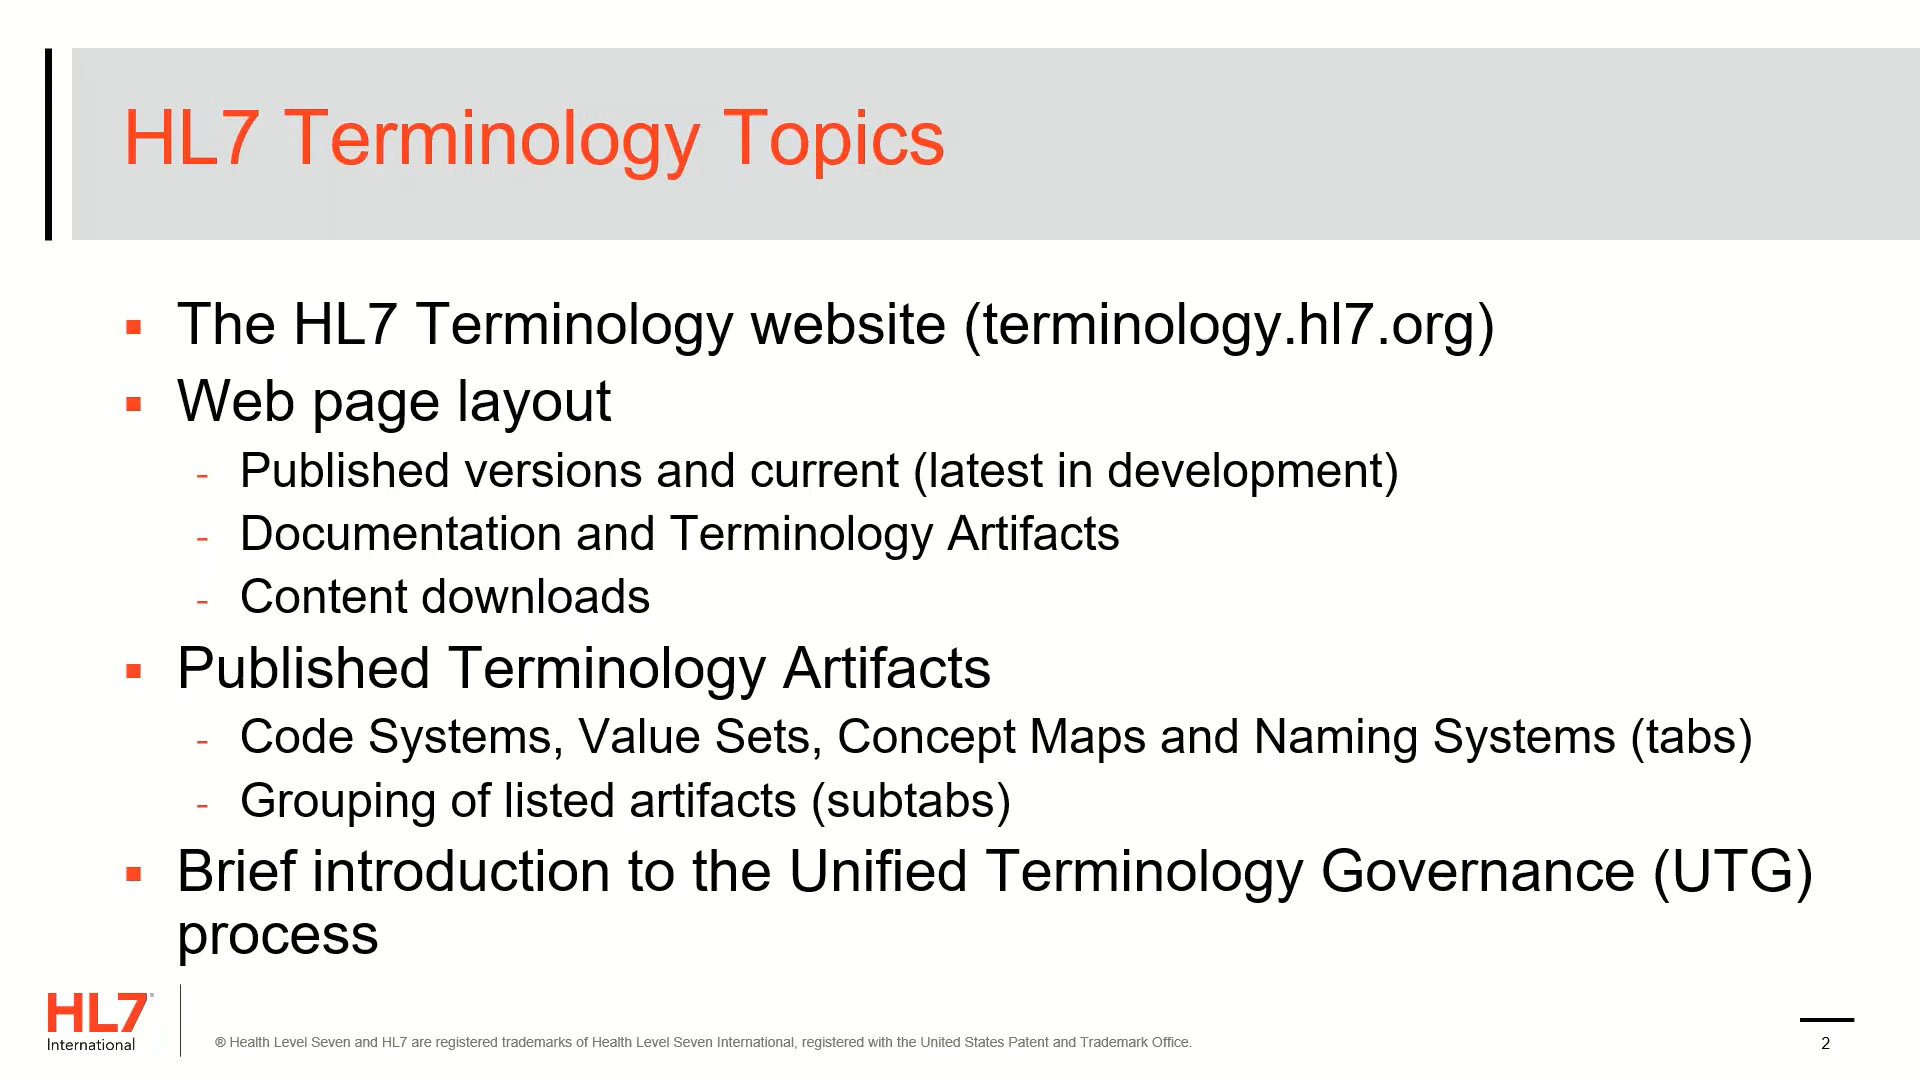 HL7 Terminology Topics
▪ The HL7 Terminology website (terminology.hl7.org)
▪ Web page layout
- Published versions and current (latest in development)
- Documentation and Terminology Artifacts
- Content downloads
▪ Published Terminology Artifacts
- Code Systems, Value Sets, Concept Maps and Naming Systems (tabs)
- Grouping of listed artifacts (subtabs)
▪ Brief introduction to the Unified Terminology Governance (UTG)
process
HL7
International
® Health Level Seven and HL7 are registered trademarks of Health Level Seven International, registered with the United States Patent and Trademark Office.
2